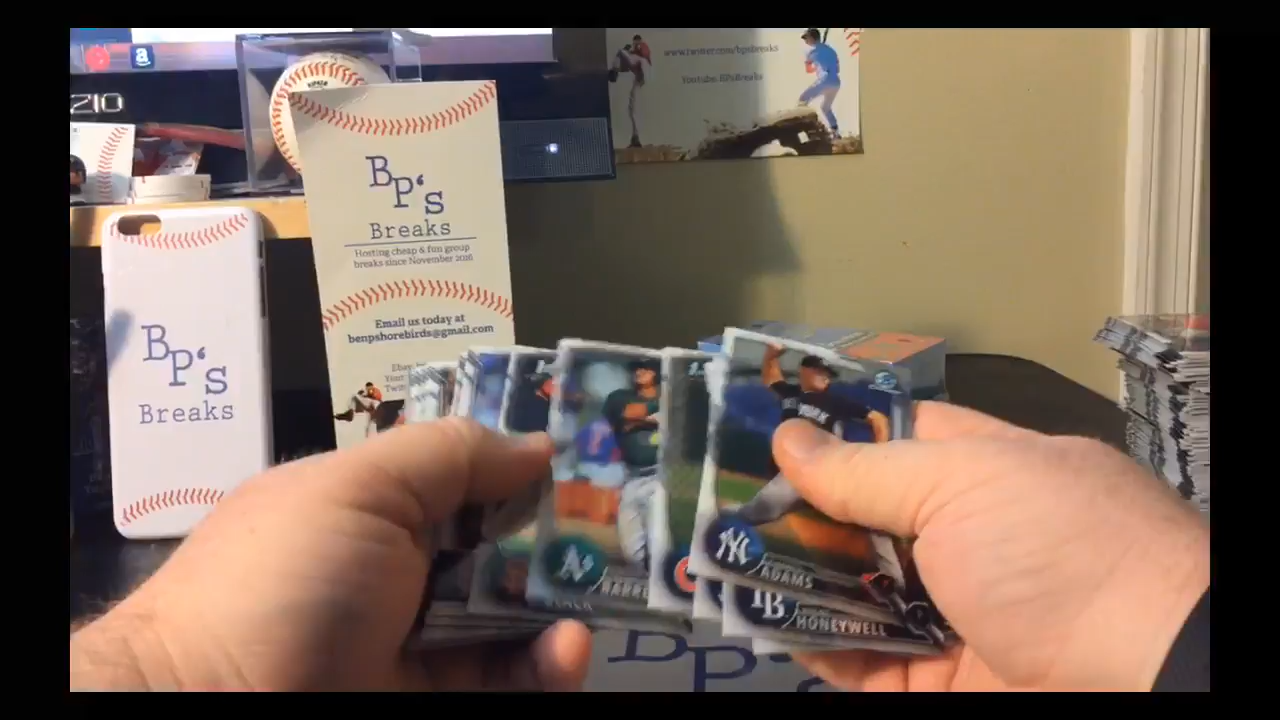 ZIO
a
www.twitter.com/bpsbreaks
Youtube: BPsBreaks
BP's
Breaks
Hosting cheap & fun group
breaks since November 2016
Email us today at
benpshorebirds@gmail.com
BP's
Breaks
A's
NY
ADAMS
TB
HONEYWELL
BP